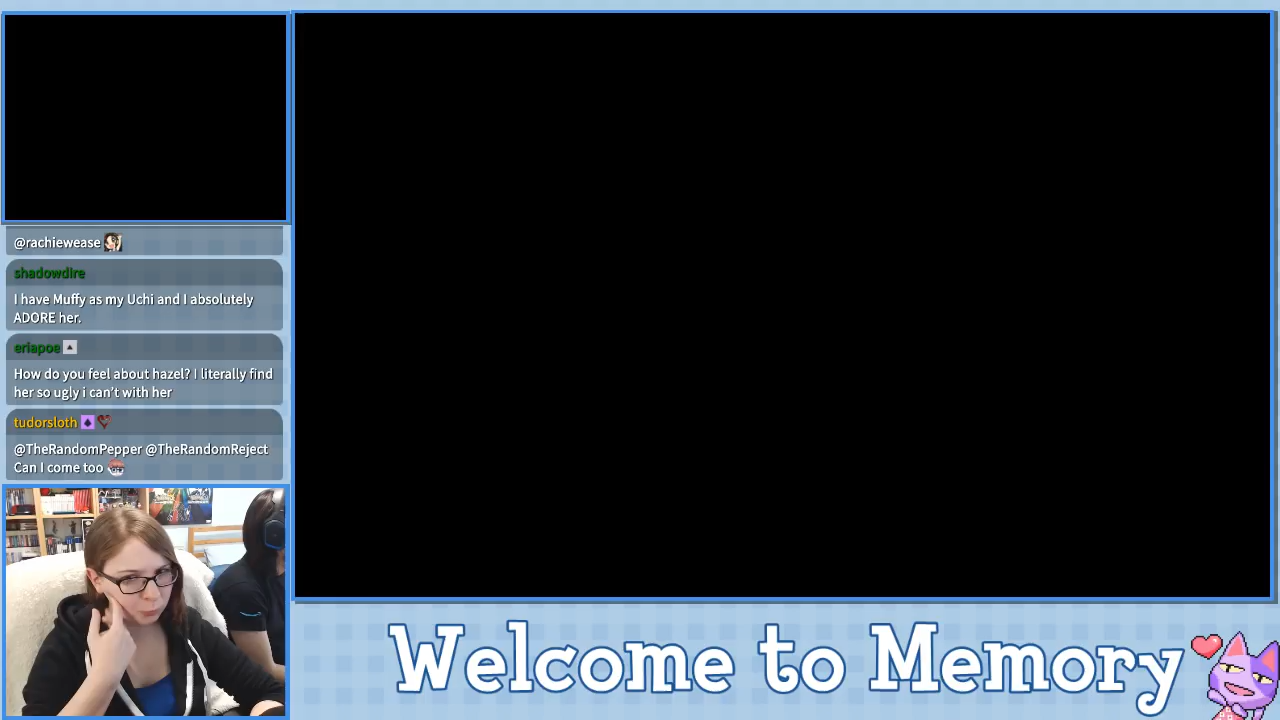 @rachiewease
shadowdire
I have Muffy as my Uchi and I absolutely
ADORE her.
eriapoe
How do you feel about hazel? I literally find
her so ugly i can't with her
tudorsloth
@TheRandomPepper @TheRandomReject
Can I come too
Welcome to Memory